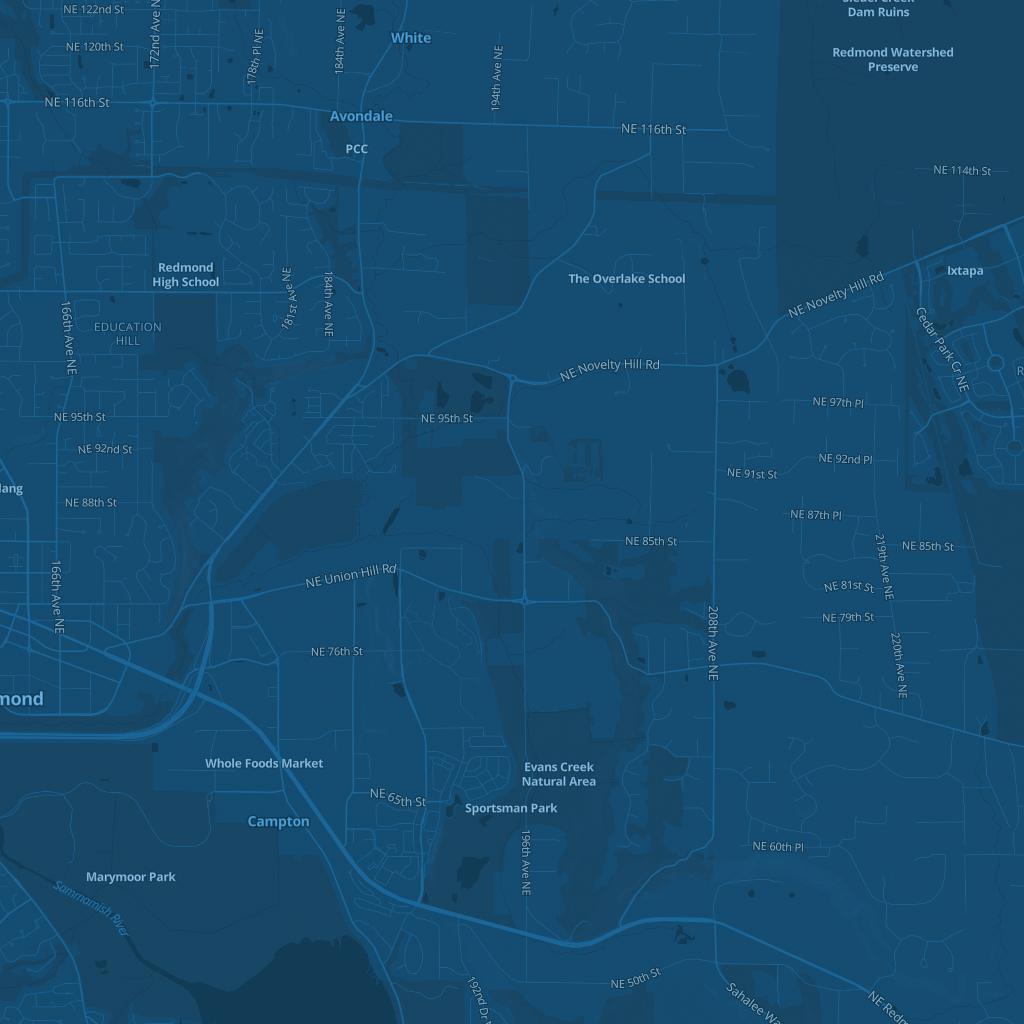 NE 122nd St
172nd Ave NE
184th Ave NE
White
Dam Ruins
NE 120th St
178th Pl NE
194th Ave NE
Redmond Watershed
Preserve
NE 116th St
Avondale
NE 116th St
PCC
NE 114th St
Redmond
High School
The Overlake School
Ixtapa
181st Ave NE
184th Ave NE
NE Novelty Hill Rd
166th Ave NE
EDUCATION
HILL
Cedar Park Cr NE
NE Novelty Hill Rd
NE 95th St
NE 95th St
NE 97th Pl
NE 92nd St
NE 91st St
NE 92nd Pl
NE 88th St
NE 87th Pl
NE 85th St
219th Ave NE
NE 85th St
166th Ave NE
NE Union Hill Rd
NE 81st St
208th Ave NE
NE 79th St
NE 76th St
220th Ave NE
Whole Foods Market
Evans Creek
Natural Area
NE 65th St
Sportsman Park
Campton
196th Ave NE
NE 60th Pl
Marymoor Park
Sammamish River
NE 50th St
192nd Dr
Sahalee